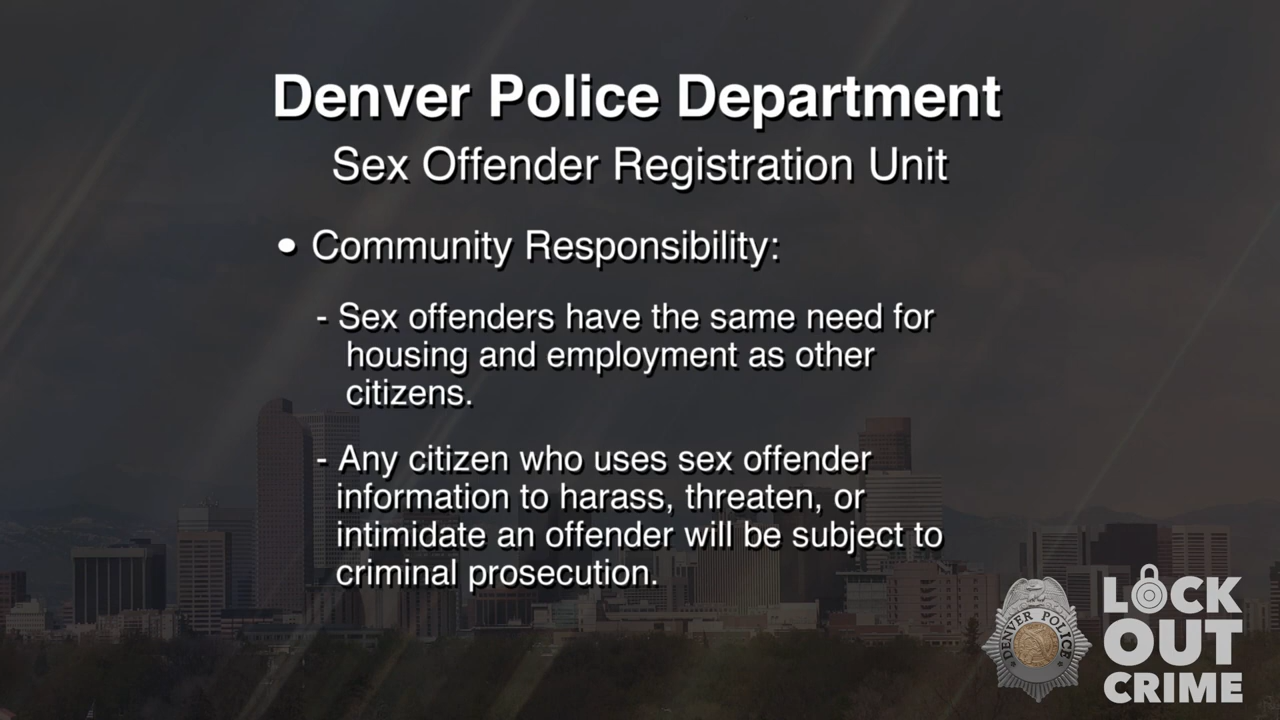 Denver Police Department
Sex Offender Registration Unit
• Community Responsibility:
- Sex offenders have the same need for
housing and employment as other
citizens.
- Any citizen who uses sex offender
information to harass, threaten, or
intimidate an offender will be subject to
criminal prosecution.
DENVER POLICE
LOCK
OUT
CRIME